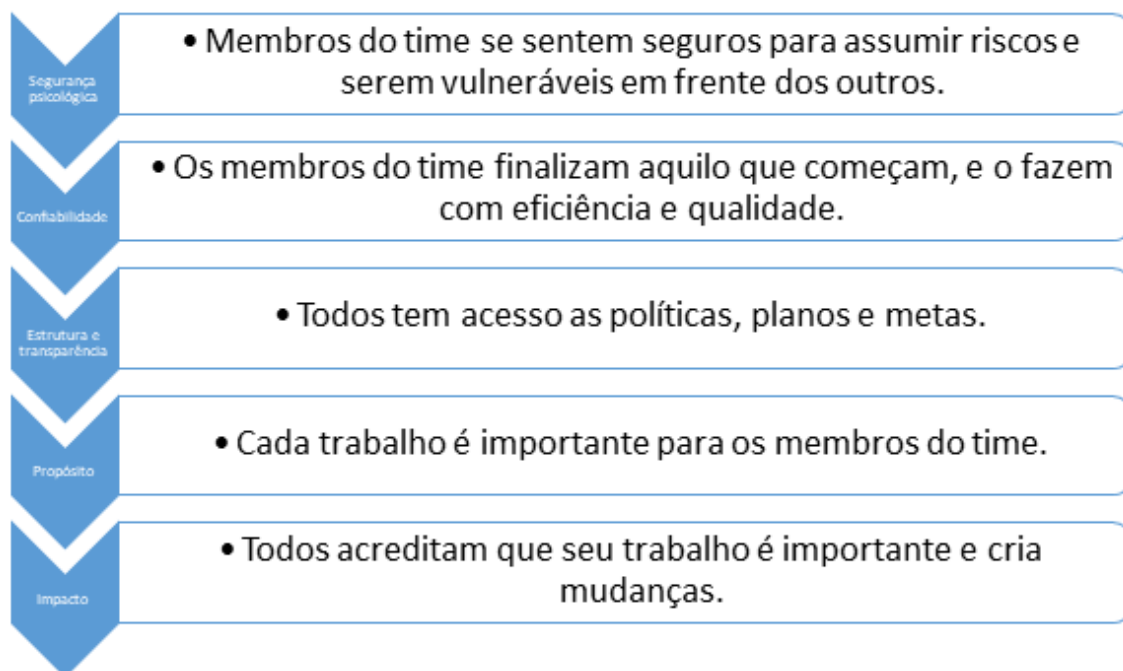 Segurança
psicológica
• Membros do time se sentem seguros para assumir riscos e
serem vulneráveis em frente dos outros.
Confiabilidade
• Os membros do time finalizam aquilo que começam, e o fazem
com eficiência e qualidade.
Estrutura e
transparência
• Todos tem acesso as políticas, planos e metas.
Propósito
• Cada trabalho é importante para os membros do time.
Impacto
• Todos acreditam que seu trabalho é importante e cria
mudanças.